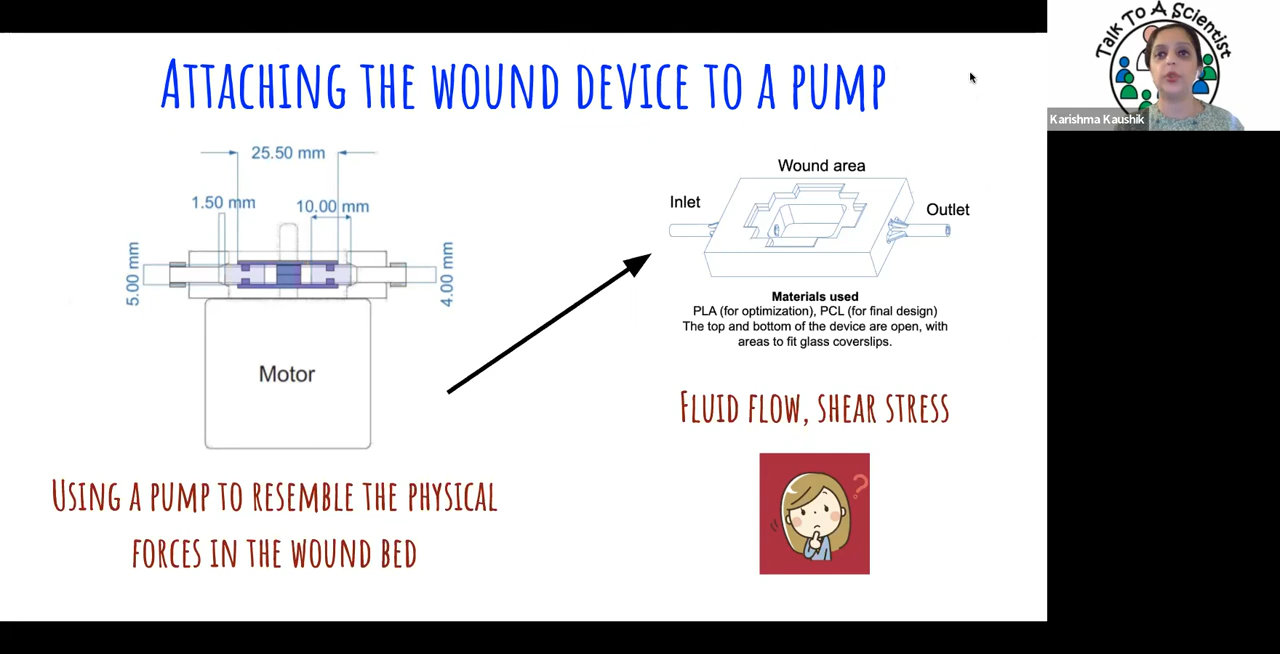 ATTACHING THE WOUND DEVICE TO A PUMP
25.50 mm
1.50 mm
10.00 mm
5.00 mm
4.00 mm
Motor
USING A PUMP TO RESEMBLE THE PHYSICAL
FORCES IN THE WOUND BED
Wound area
Inlet
Outlet
Materials used
PLA (for optimization), PCL (for final design)
The top and bottom of the device are open, with
areas to fit glass coverslips.
FLUID FLOW, SHEAR STRESS
?
Talk To A Scientist
Karishma Kaushik